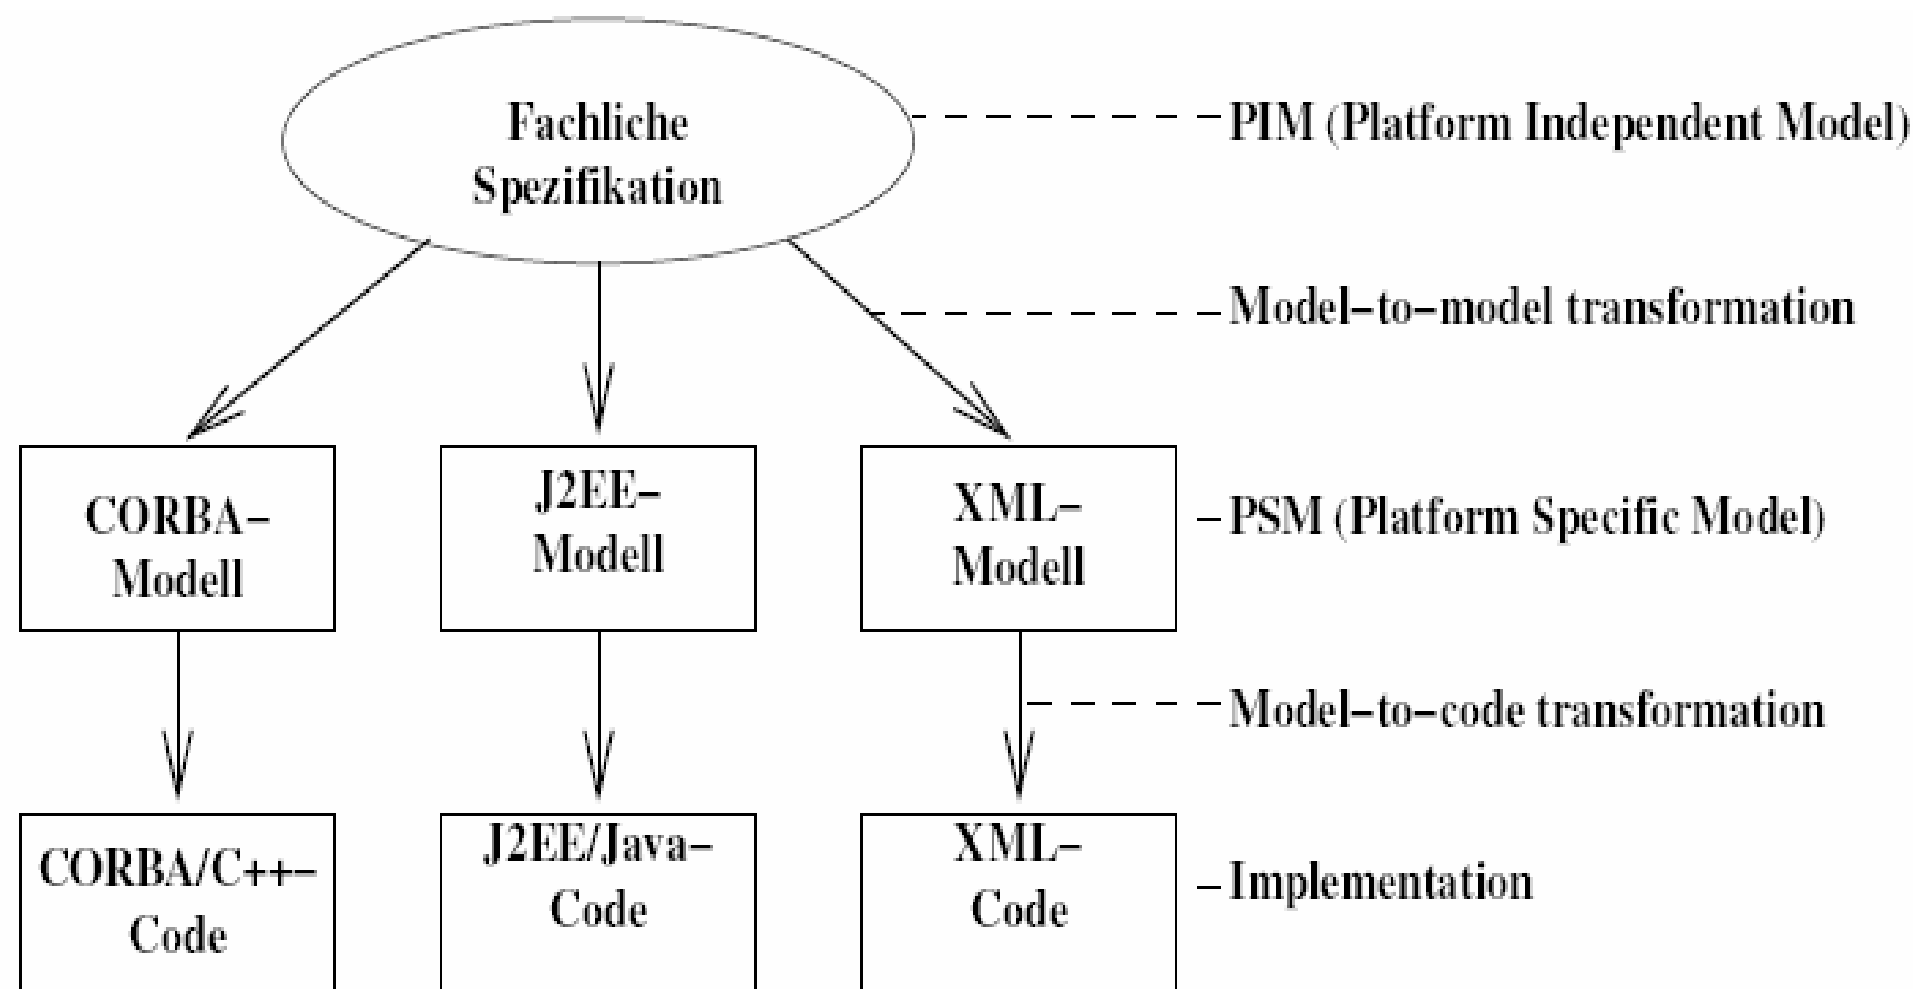 Fachliche
Spezifikation
PIM (Platform Independent Model)
Model–to–model transformation
CORBA–
Modell
J2EE–
Modell
XML–
Modell
PSM (Platform Specific Model)
Model–to–code transformation
CORBA/C++–
Code
J2EE/Java–
Code
XML–
Code
Implementation